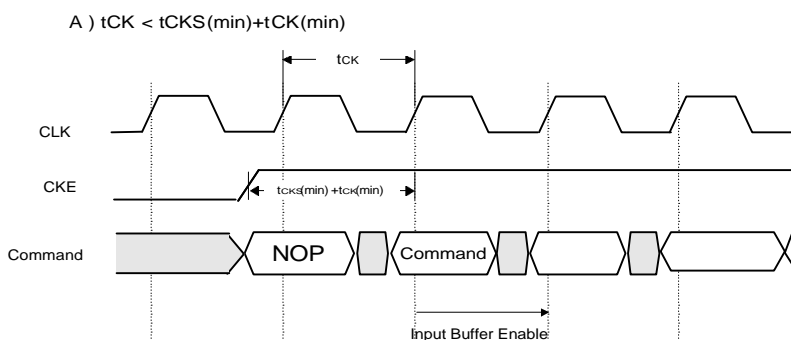 A ) tCK < tCKS(min)+tCK(min)
tCK
CLK
CKE
tCKS(min) +tCK(min)
Command
NOP
Command
Input Buffer Enable